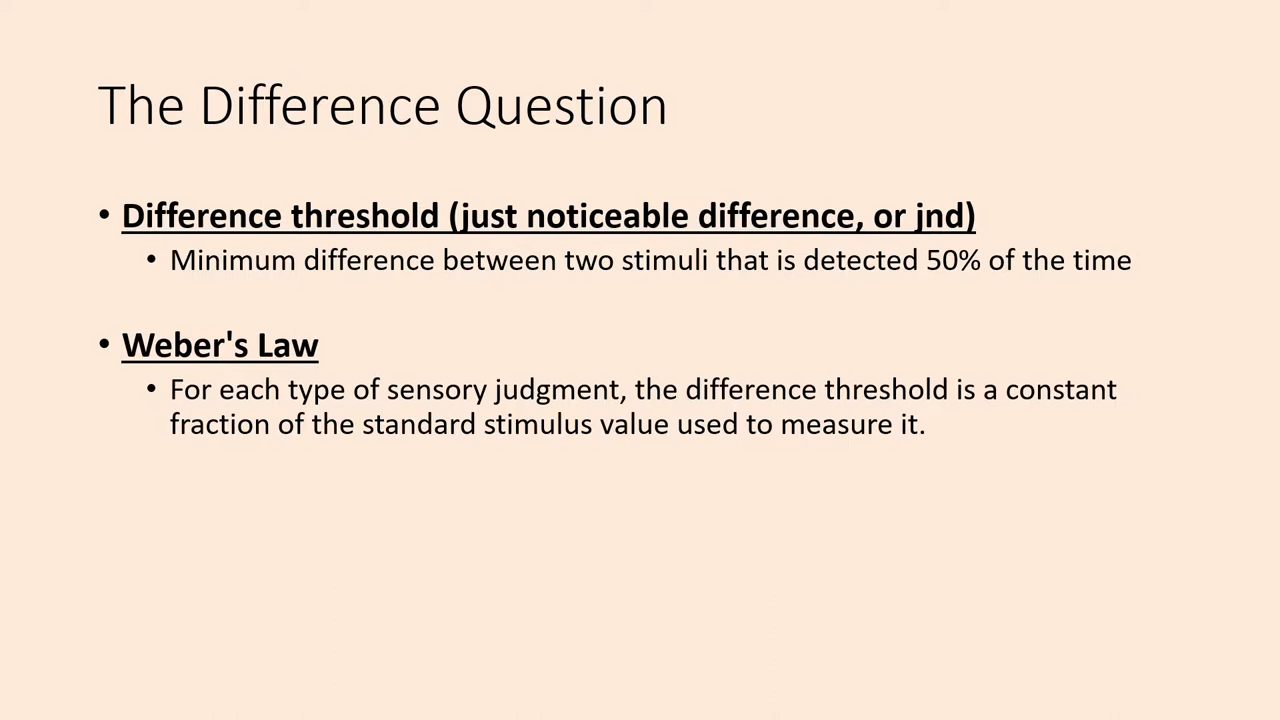 The Difference Question
• Difference threshold (just noticeable difference, or jnd)
• Minimum difference between two stimuli that is detected 50% of the time
• Weber's Law
• For each type of sensory judgment, the difference threshold is a constant
fraction of the standard stimulus value used to measure it.